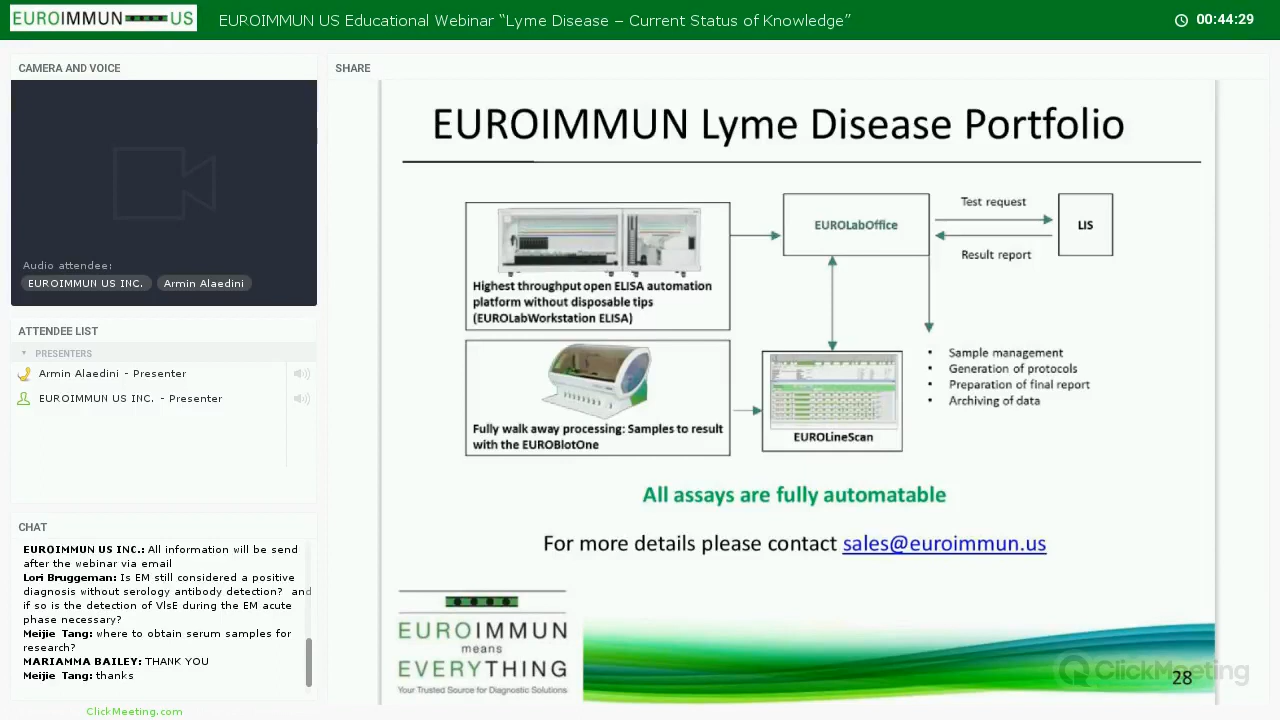 EUROIMMUN US
EUROIMMUN US Educational Webinar “Lyme Disease – Current Status of Knowledge”
00:44:29
CAMERA AND VOICE
Audio attendee:
EUROIMMUN US INC. Armin Alaedini
ATTENDEE LIST
PRESENTERS
Armin Alaedini - Presenter
EUROIMMUN US INC. - Presenter
CHAT
EUROIMMUN US INC.: All information will be send
after the webinar via email
Lori Bruggeman: Is EM still considered a positive
diagnosis without serology antibody detection? and
if so is the detection of VlsE during the EM acute
phase necessary?
Meijie Tang: where to obtain serum samples for
research?
MARIAMMA BAILEY: THANK YOU
Meijie Tang: thanks
ClickMeeting.com
SHARE
EUROIMMUN Lyme Disease Portfolio
Highest throughput open ELISA automation
platform without disposable tips
(EUROLabWorkstation ELISA)
Fully walk away processing: Samples to result
with the EUROBlotOne
EUROLabOffice
Test request
Result report
LIS
EUROLineScan
• Sample management
• Generation of protocols
• Preparation of final report
• Archiving of data
All assays are fully automatable
For more details please contact sales@euroimmun.us
EUROIMMUN
means
EVERYTHING
Your Trusted Source for Diagnostic Solutions
ClickMeeting
28